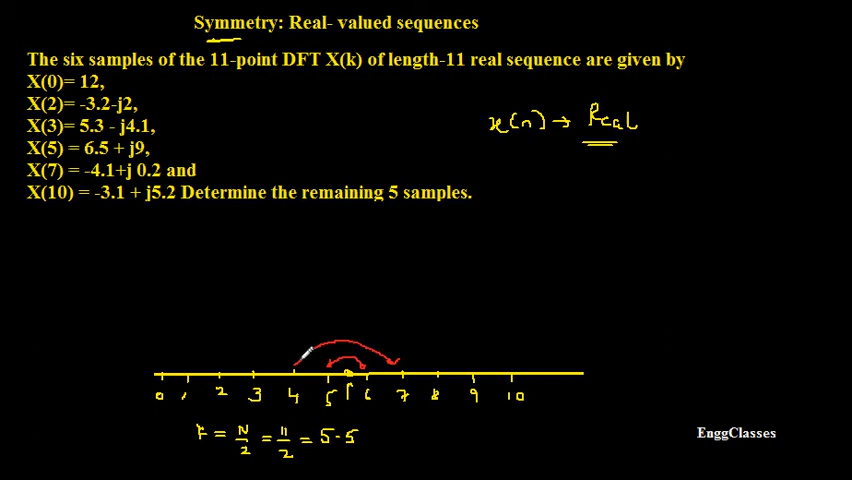 Symmetry: Real- valued sequences
The six samples of the 11-point DFT X(k) of length-11 real sequence are given by
X(0)= 12,
X(2)= -3.2-j2,
X(3)= 5.3 - j4.1,
X(5) = 6.5 + j9,
X(7) = -4.1+j 0.2 and
X(10) = -3.1 + j5.2 Determine the remaining 5 samples.
x(n) → Real
0 1 2 3 4 5 6 7 8 9 10
= N/2 = 11/2 = 5.5
EnggClasses